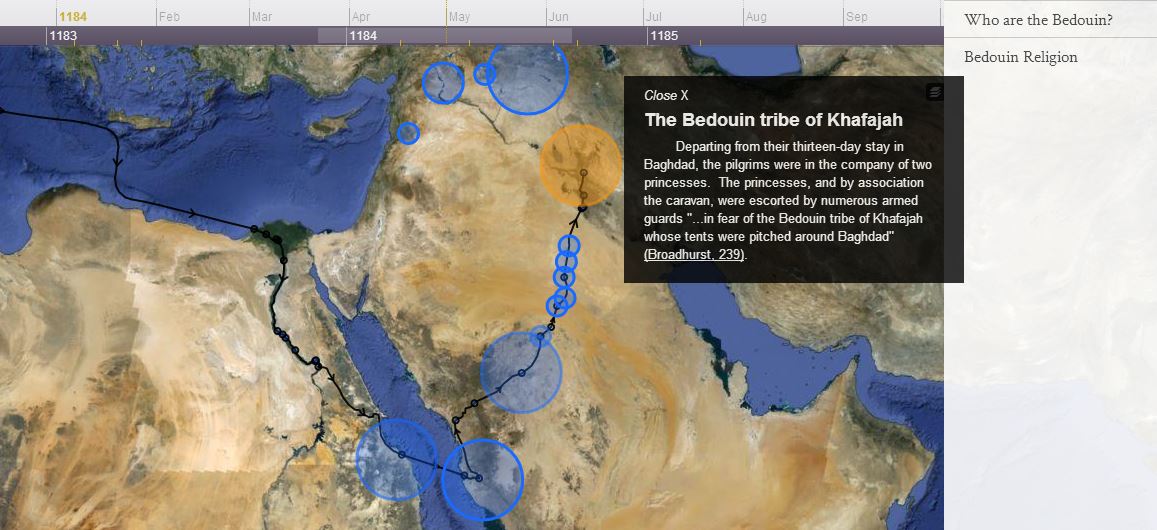 1184 Feb Mar Apr May Jun Jul Aug Sep
1183 1184 1185
Who are the Bedouin?
Bedouin Religion
Close X
The Bedouin tribe of Khafajah
Departing from their thirteen-day stay in
Baghdad, the pilgrims were in the company of two
princesses.  The princesses, and by association
the caravan, were escorted by numerous armed
guards "...in fear of the Bedouin tribe of Khafajah
whose tents were pitched around Baghdad"
(Broadhurst, 239).